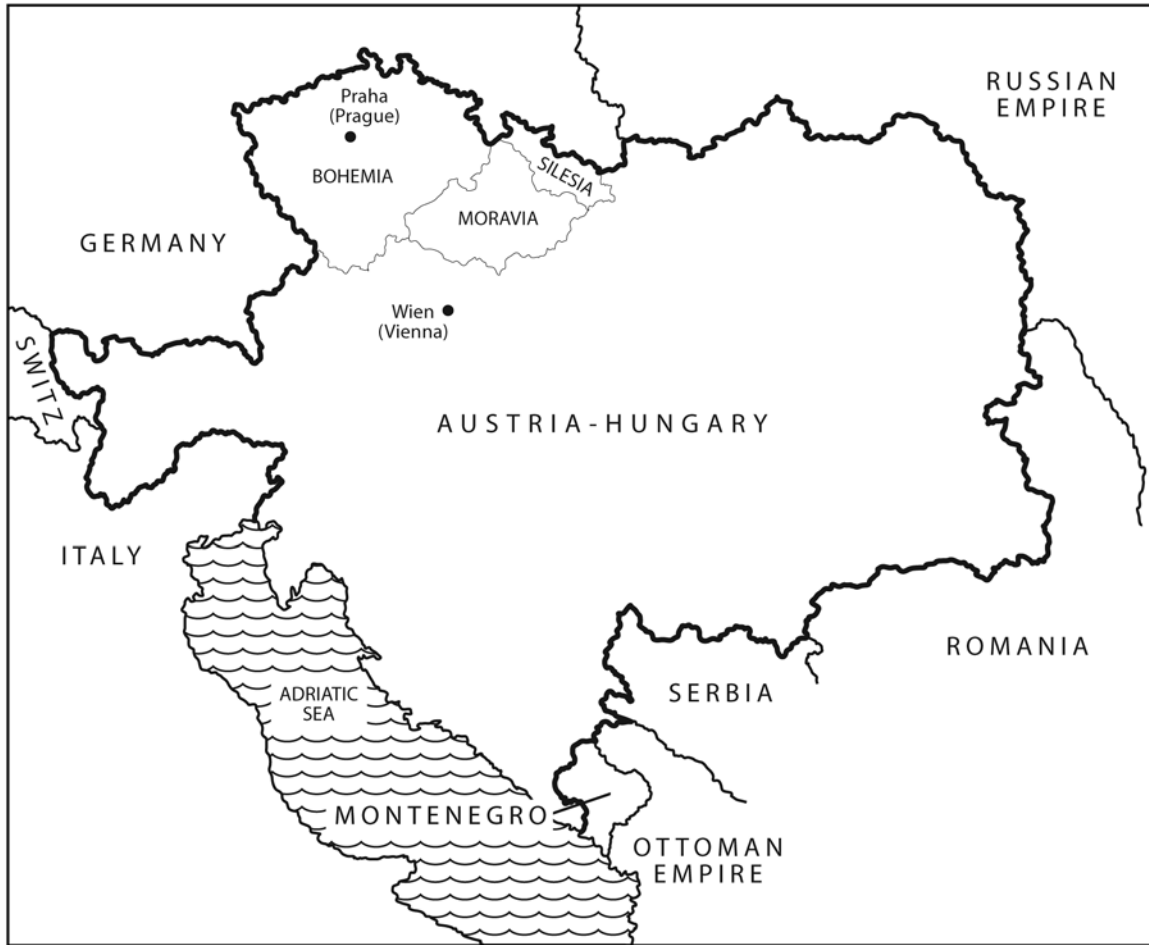 RUSSIAN
EMPIRE
Praha
(Prague)
BOHEMIA
SILESIA
MORAVIA
GERMANY
Wien
(Vienna)
SWITZ
AUSTRIA-HUNGARY
ITALY
ROMANIA
SERBIA
ADRIATIC
SEA
MONTENEGRO
OTTOMAN
EMPIRE